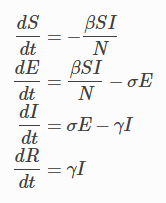 dS/dt = −βSI/N
dE/dt = βSI/N − σE
dI/dt = σE − γI
dR/dt = γI